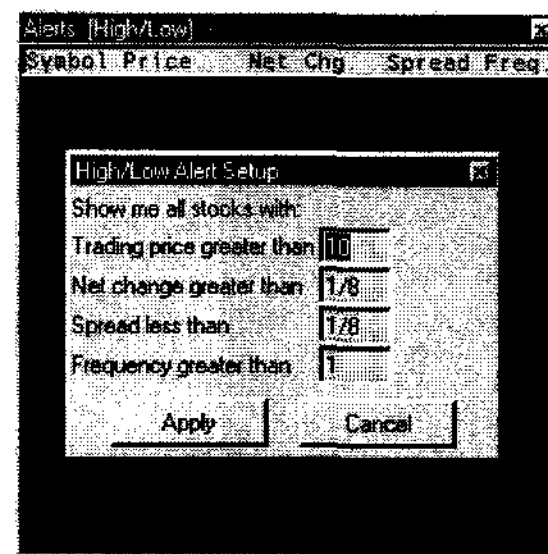 Alerts [High/Low]
Symbol Price Net Chg. Spread Freq.
High/Low Alert Setup
Show me all stocks with:
Trading price greater than 10
Net change greater than 1/8
Spread less than 1/8
Frequency greater than 1
Apply Cancel